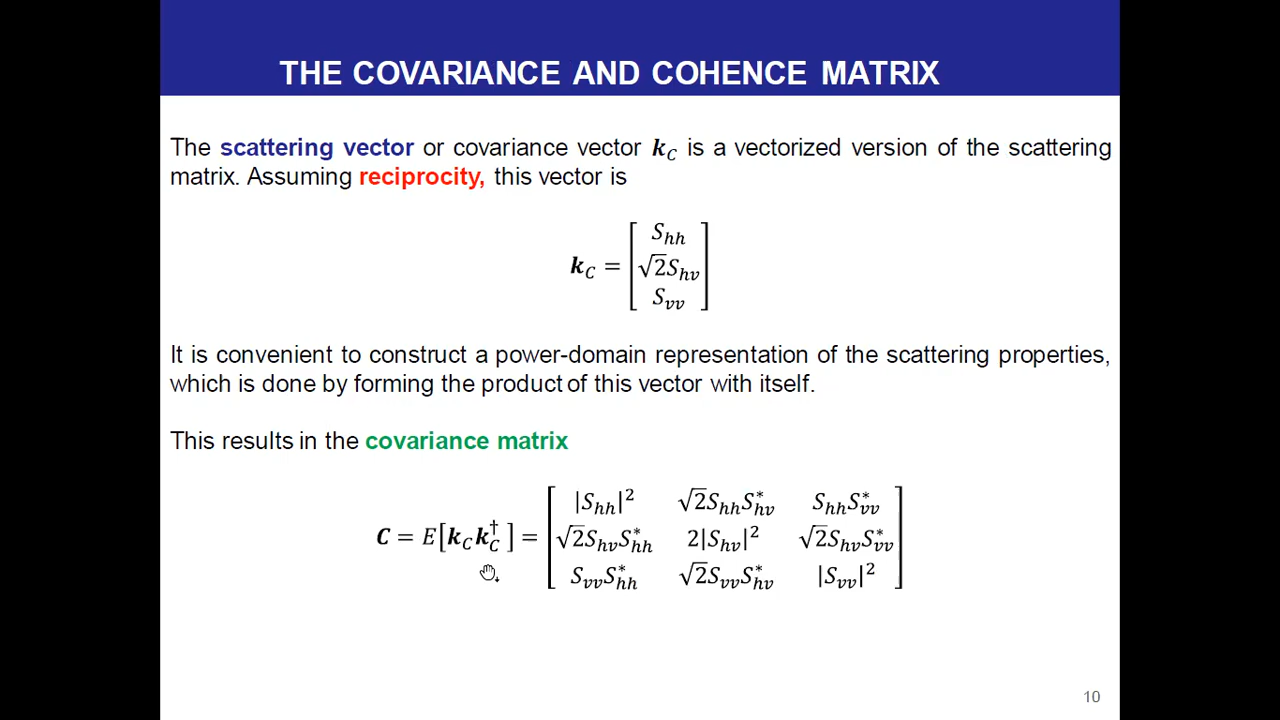 THE COVARIANCE AND COHENCE MATRIX
The scattering vector or covariance vector 𝒌_C is a vectorized version of the scattering
matrix. Assuming reciprocity, this vector is
𝒌_C = [ S_hh ; √2S_hv ; S_vv ]
It is convenient to construct a power-domain representation of the scattering properties,
which is done by forming the product of this vector with itself.
This results in the covariance matrix
𝑪 = E[𝒌_C 𝒌_C^†] = [ |S_hh|^2  √2S_hh S_hv^*  S_hh S_vv^* ; √2S_hv S_hh^*  2|S_hv|^2  √2S_hv S_vv^* ; S_vv S_hh^*  √2S_vv S_hv^*  |S_vv|^2 ]
10